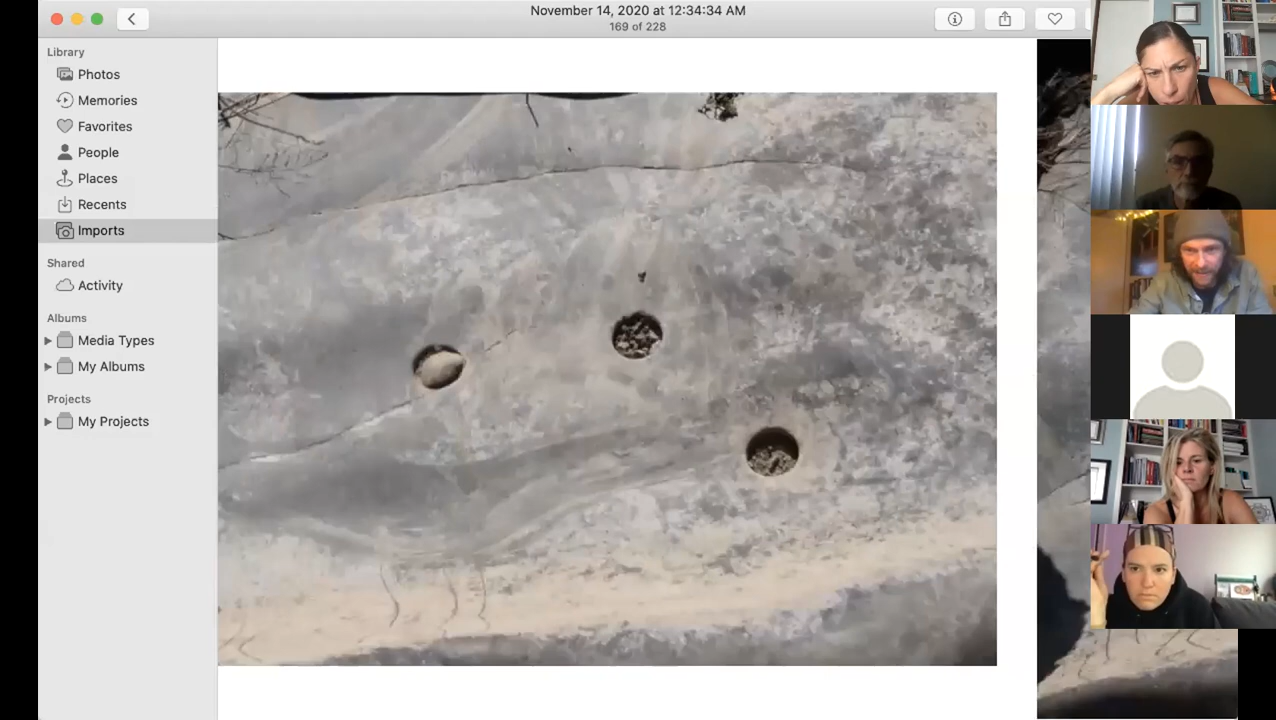 November 14, 2020 at 12:34:34 AM
169 of 228
Library
Photos
Memories
Favorites
People
Places
Recents
Imports
Shared
Activity
Albums
Media Types
My Albums
Projects
My Projects